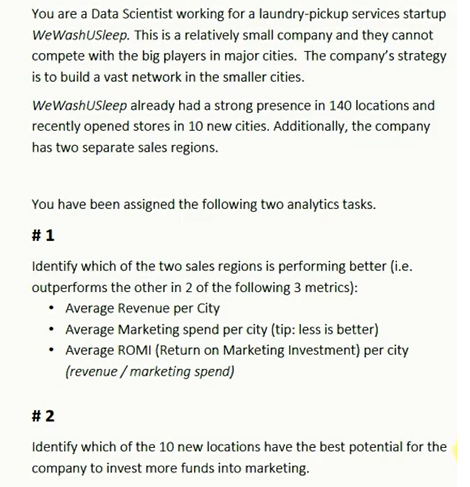 You are a Data Scientist working for a laundry-pickup services startup
WeWashUSleep. This is a relatively small company and they cannot
compete with the big players in major cities.  The company's strategy
is to build a vast network in the smaller cities.
WeWashUSleep already had a strong presence in 140 locations and
recently opened stores in 10 new cities. Additionally, the company
has two separate sales regions.
You have been assigned the following two analytics tasks.
# 1
Identify which of the two sales regions is performing better (i.e.
outperforms the other in 2 of the following 3 metrics):
• Average Revenue per City
• Average Marketing spend per city (tip: less is better)
• Average ROMI (Return on Marketing Investment) per city
(revenue / marketing spend)
# 2
Identify which of the 10 new locations have the best potential for the
company to invest more funds into marketing.